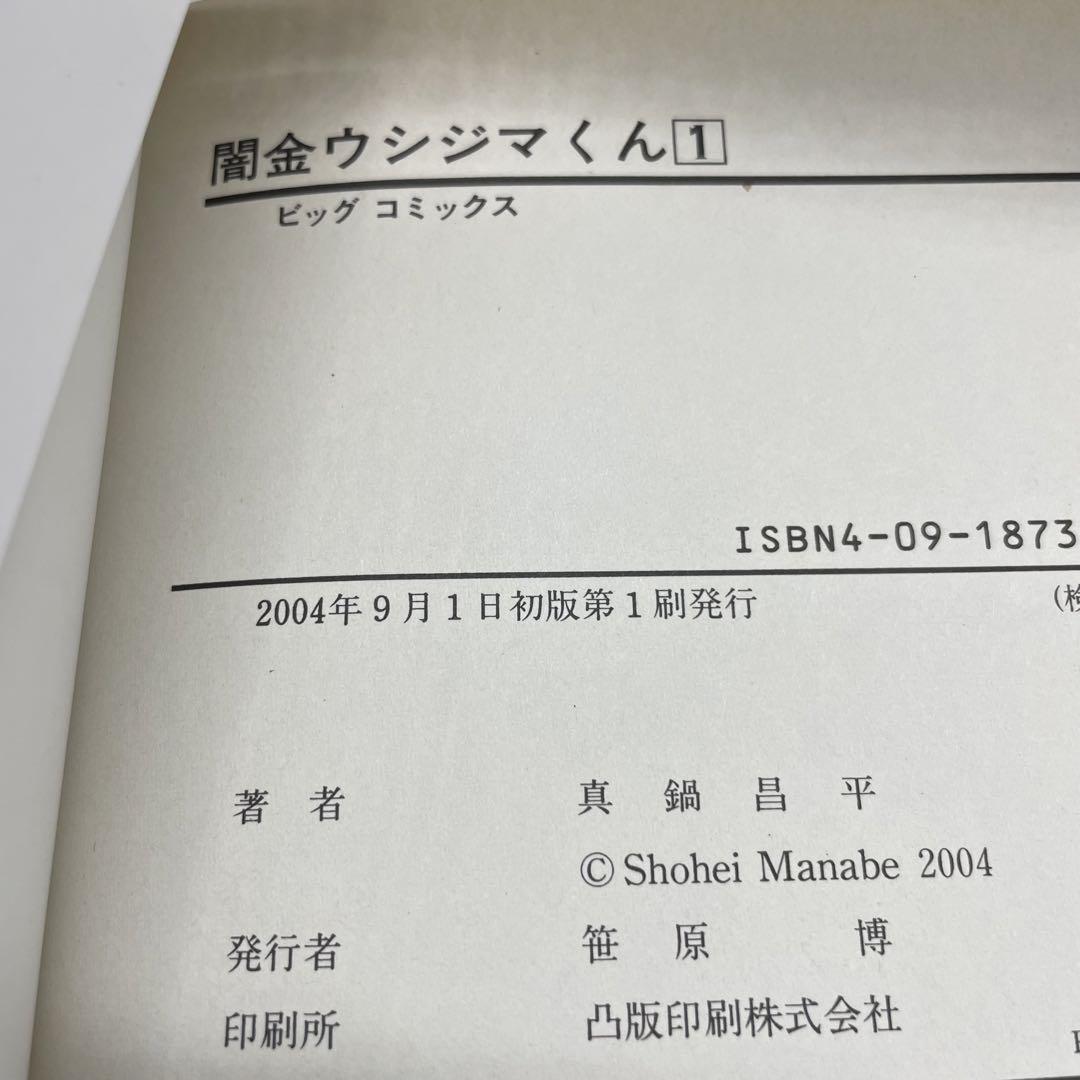 闇金ウシジマくん1
ビッグ コミックス
ISBN4-09-1873
2004年9月1日初版第1刷発行 (検
著者 真鍋昌平
©Shohei Manabe 2004
発行者 笹原 博
印刷所 凸版印刷株式会社